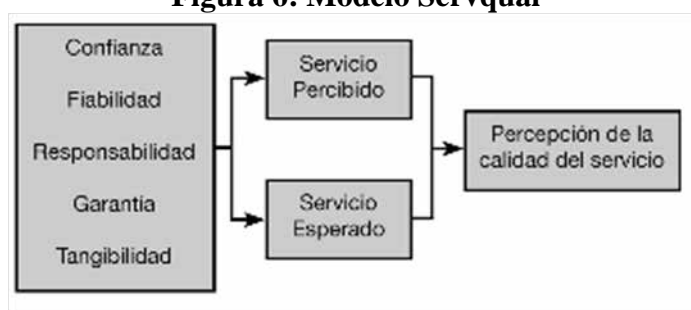 Figura 6: Modelo Servqual
Confianza
Fiabilidad
Responsabilidad
Garantía
Tangibilidad
Servicio
Percibido
Servicio
Esperado
Percepción de la
calidad del servicio